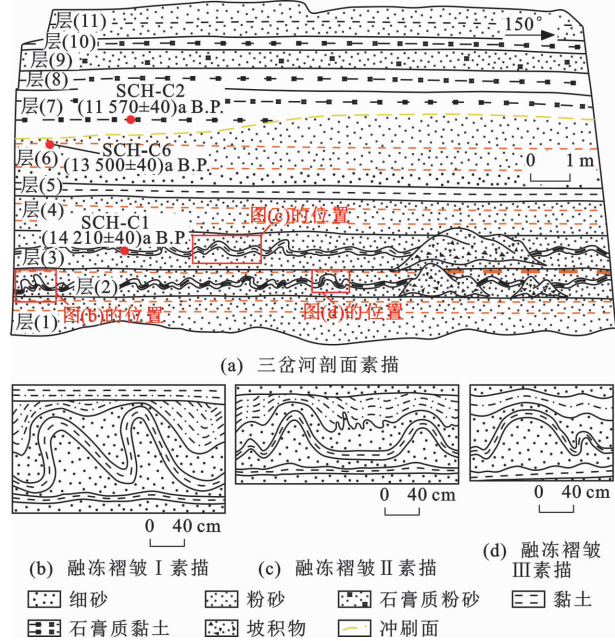 层(11)
150°
层(10)
层(9)
层(8)
SCH-C2
层(7)
(11 570±40)a B.P.
SCH-C6
层(6)
(13 500±40)a B.P.
0 1 m
层(5)
层(4)
SCH-C1
图(c)的位置
(14 210±40)a B.P.
层(3)
层(2)
层(1)
图(b)的位置
图(d)的位置
(a) 三岔河剖面素描
0 40 cm
0 40 cm
0 40 cm
(b) 融冻褶皱Ⅰ素描
(c) 融冻褶皱Ⅱ素描
(d) 融冻褶皱
Ⅲ素描
细砂
粉砂
石膏质粉砂
黏土
石膏质黏土
坡积物
冲刷面